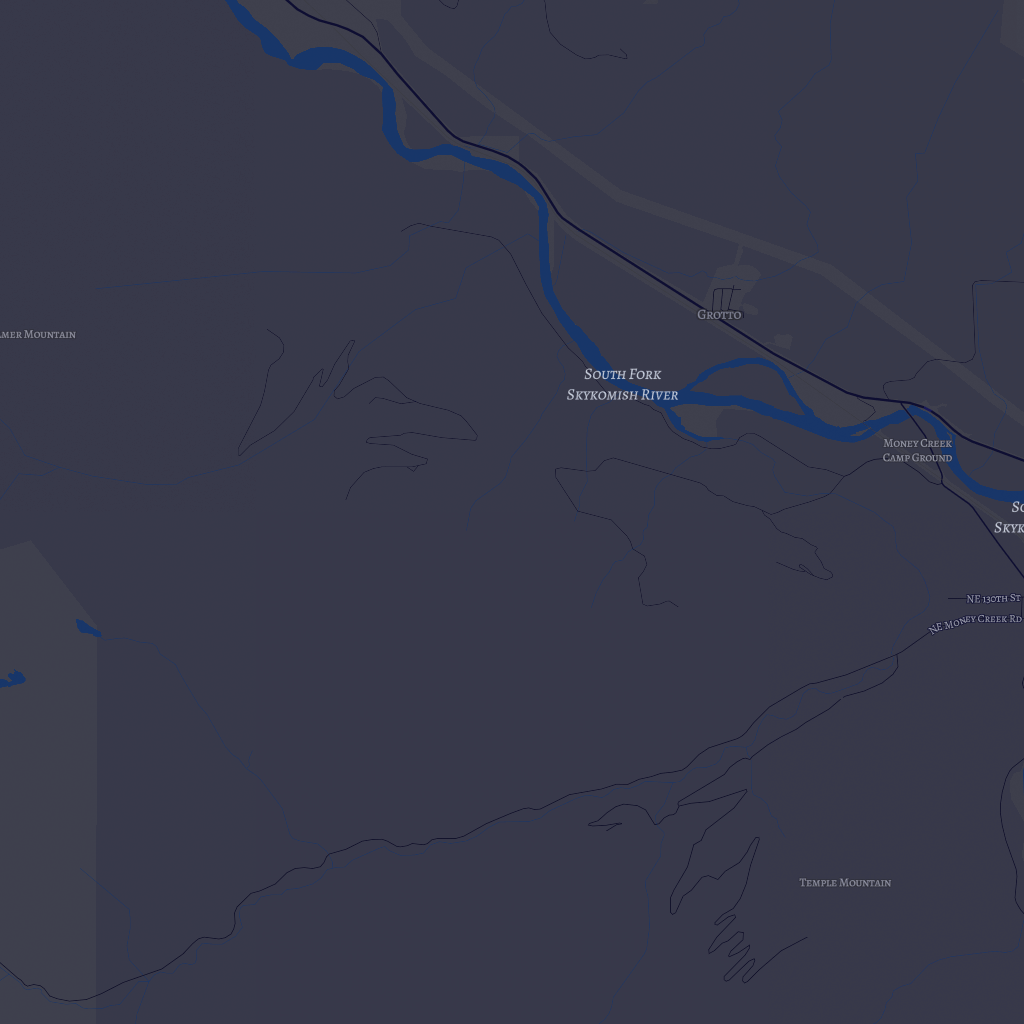 Grotto
AMER MOUNTAIN
South Fork
Skykomish River
Money Creek
Camp Ground
NE 130th St
NE Money Creek Rd
Temple Mountain